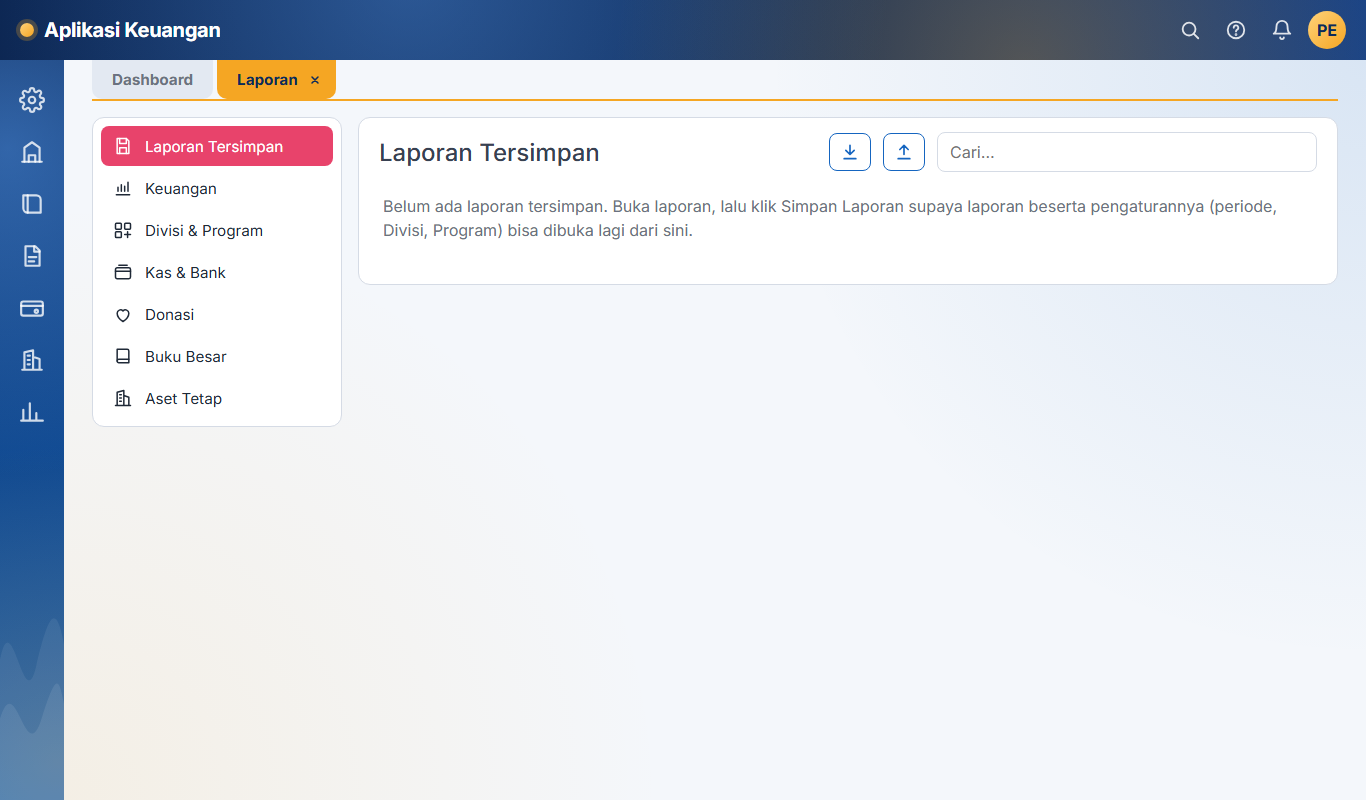 Aplikasi Keuangan
PE
Dashboard
Laporan ×
Laporan Tersimpan
Keuangan
Divisi & Program
Kas & Bank
Donasi
Buku Besar
Aset Tetap
Laporan Tersimpan
Cari...
Belum ada laporan tersimpan. Buka laporan, lalu klik Simpan Laporan supaya laporan beserta pengaturannya (periode,
Divisi, Program) bisa dibuka lagi dari sini.